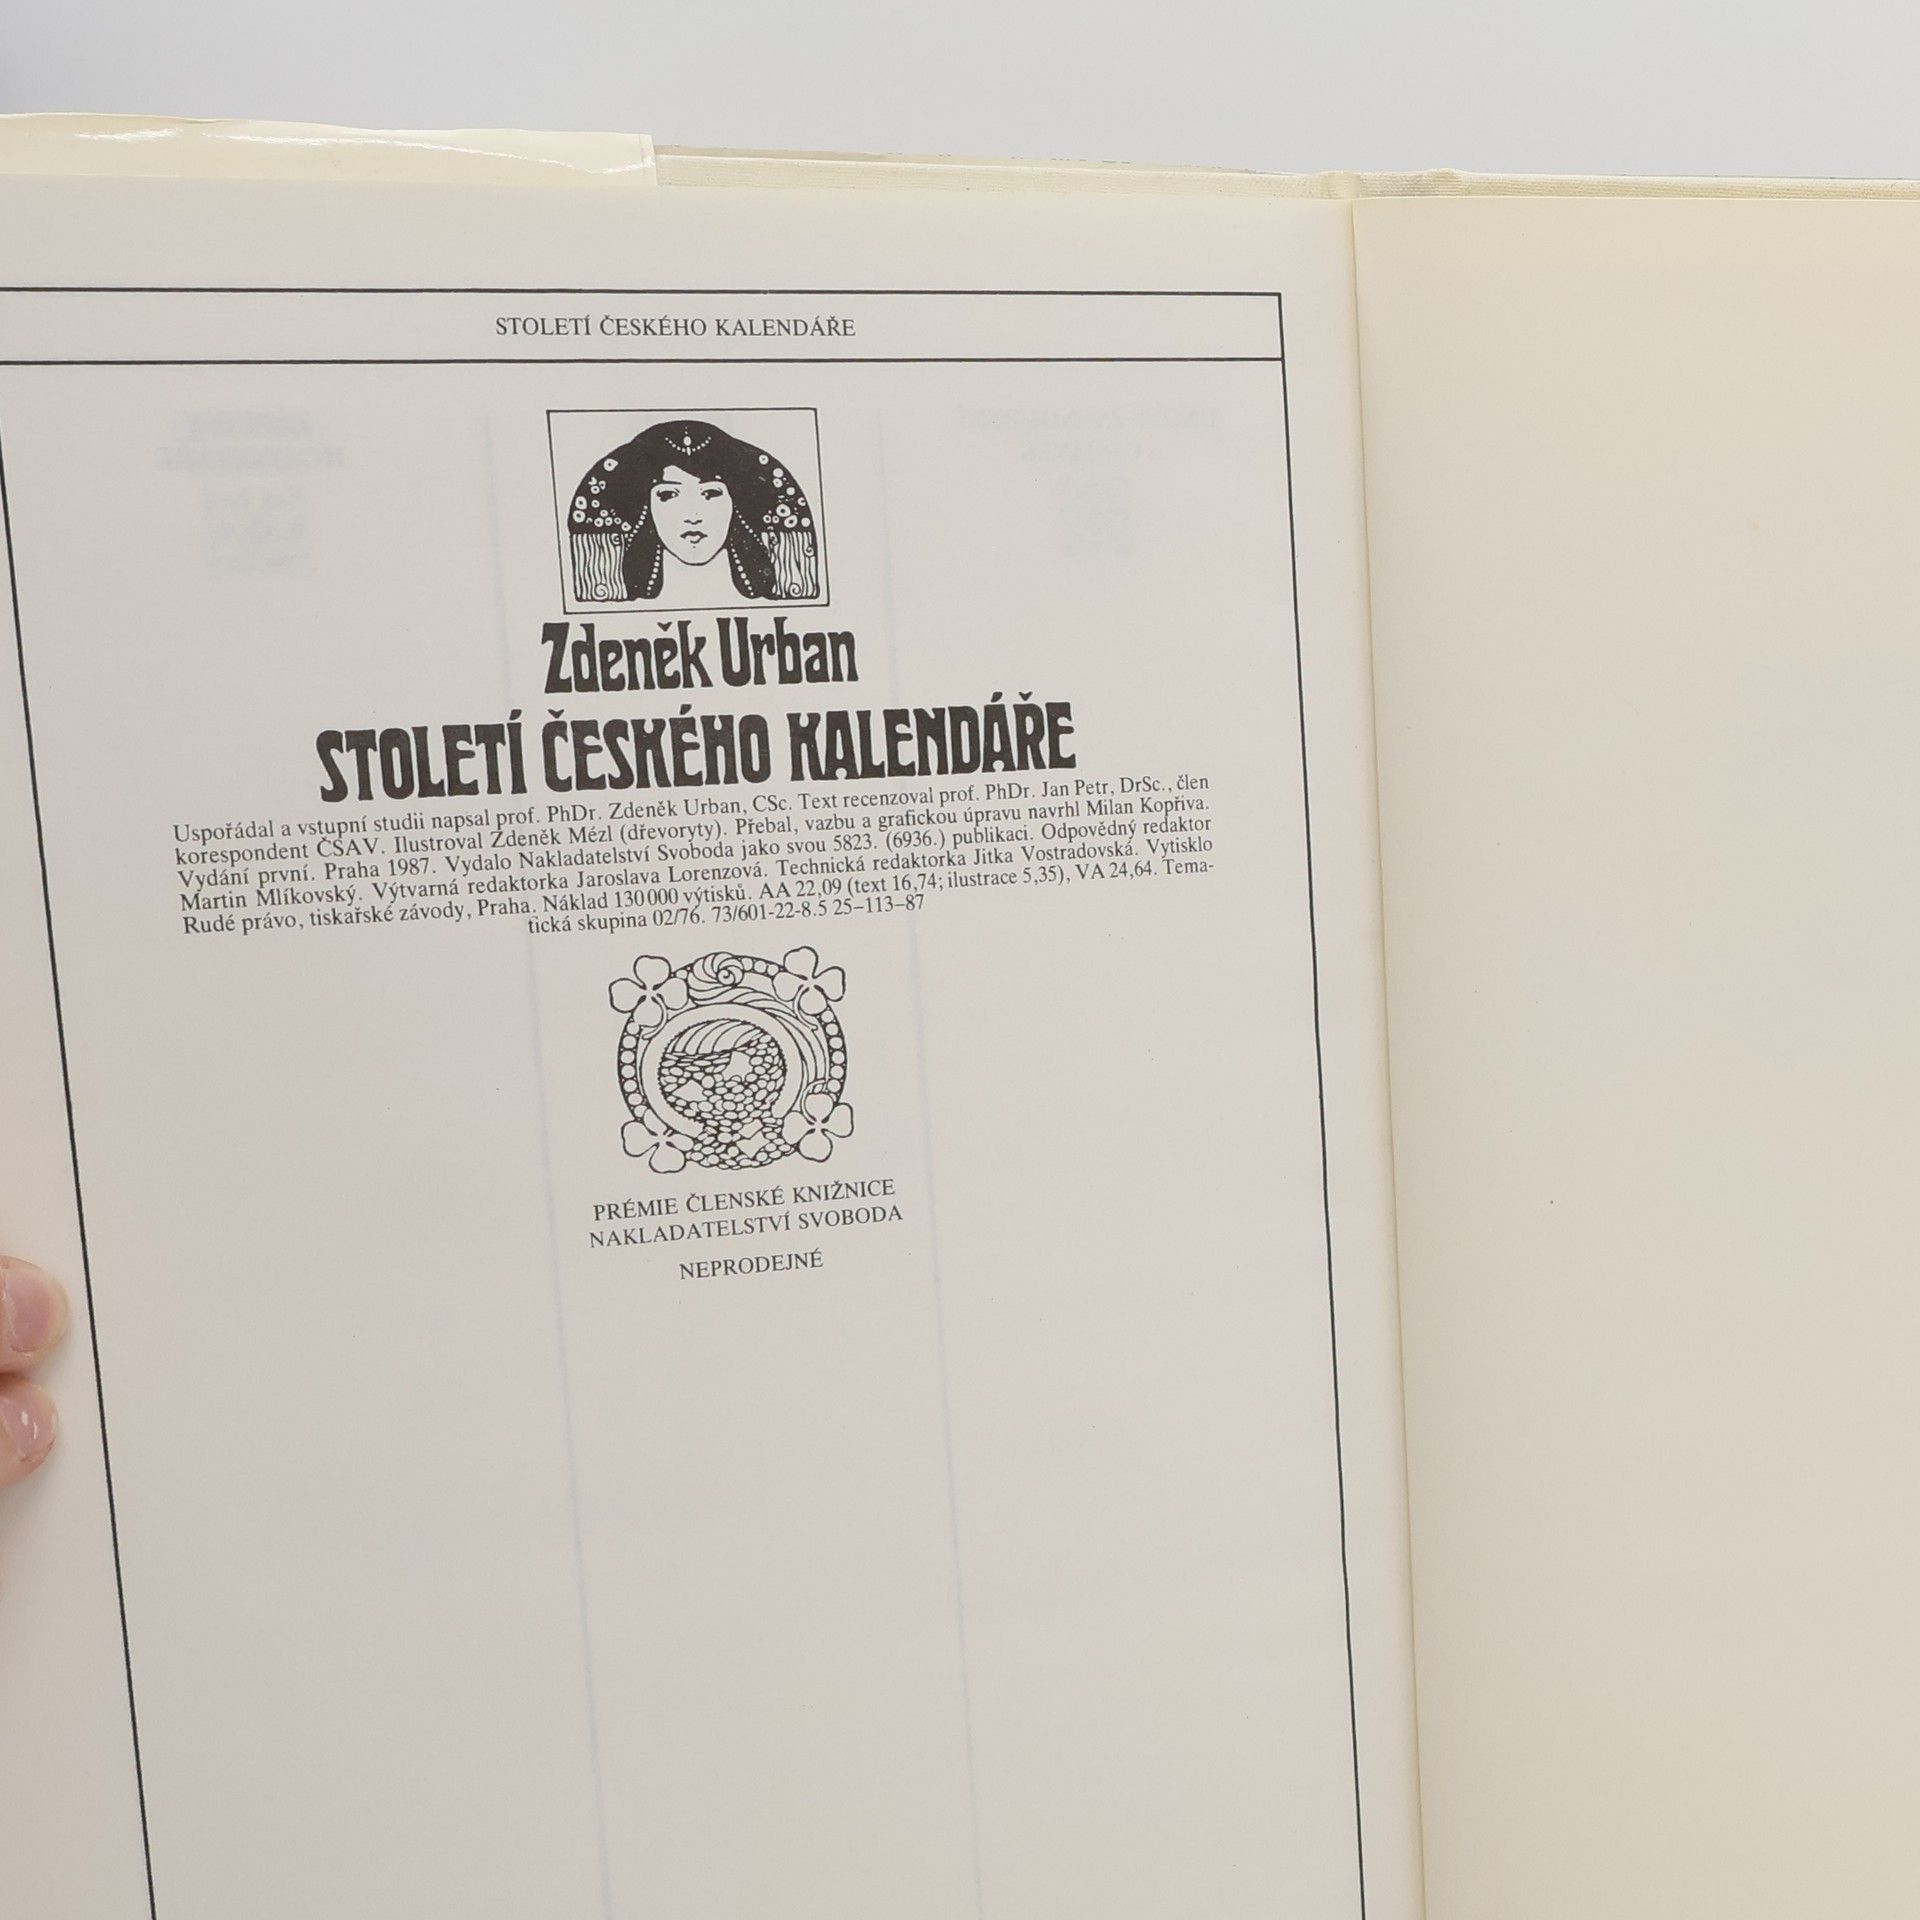 STOLETÍ ČESKÉHO KALENDÁŘE
Zdeněk Urban
STOLETÍ ČESKÉHO KALENDÁŘE
Uspořádal a vstupní studii napsal prof. PhDr. Zdeněk Urban, CSc. Text recenzoval prof. PhDr. Jan Petr, DrSc., člen
korespondent ČSAV. Ilustroval Zdeněk Mézl (dřevoryty). Přebal, vazbu a grafickou úpravu navrhl Milan Kopřiva.
Vydání první. Praha 1987. Vydalo Nakladatelství Svoboda jako svou 5823. (6936.) publikaci. Odpovědný redaktor
Martin Mlíkovský. Výtvarná redaktorka Jaroslava Lorenzová. Technická redaktorka Jitka Vostradovská. Vytisklo
Rudé právo, tiskařské závody, Praha. Náklad 130 000 výtisků. AA 22,09 (text 16,74; ilustrace 5,35), VA 24,64. Tema-
tická skupina 02/76. 73/601-22-8.5 25–113–87
PRÉMIE ČLENSKÉ KNIŽNICE
NAKLADATELSTVÍ SVOBODA
NEPRODEJNÉ